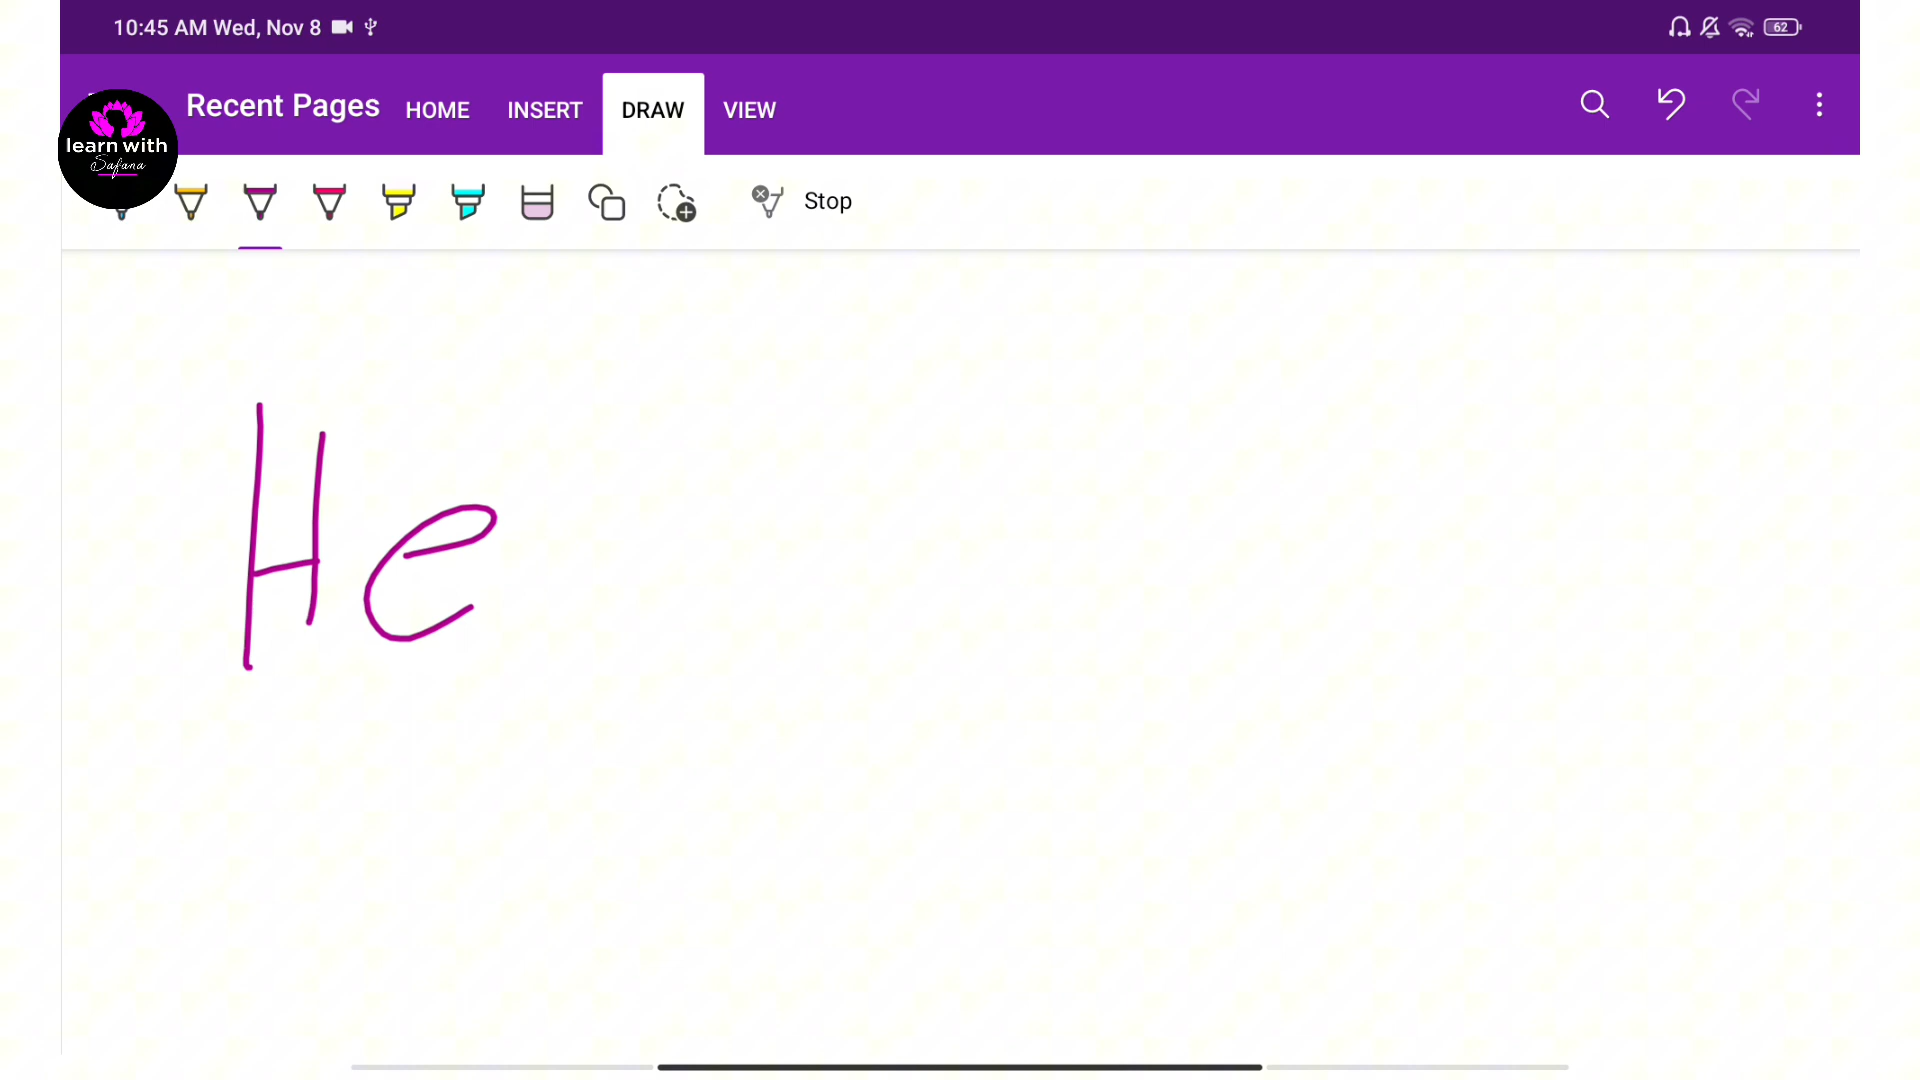 10:45 AM Wed, Nov 8 62
Recent Pages HOME INSERT DRAW VIEW
learn with
Safana
Stop
He